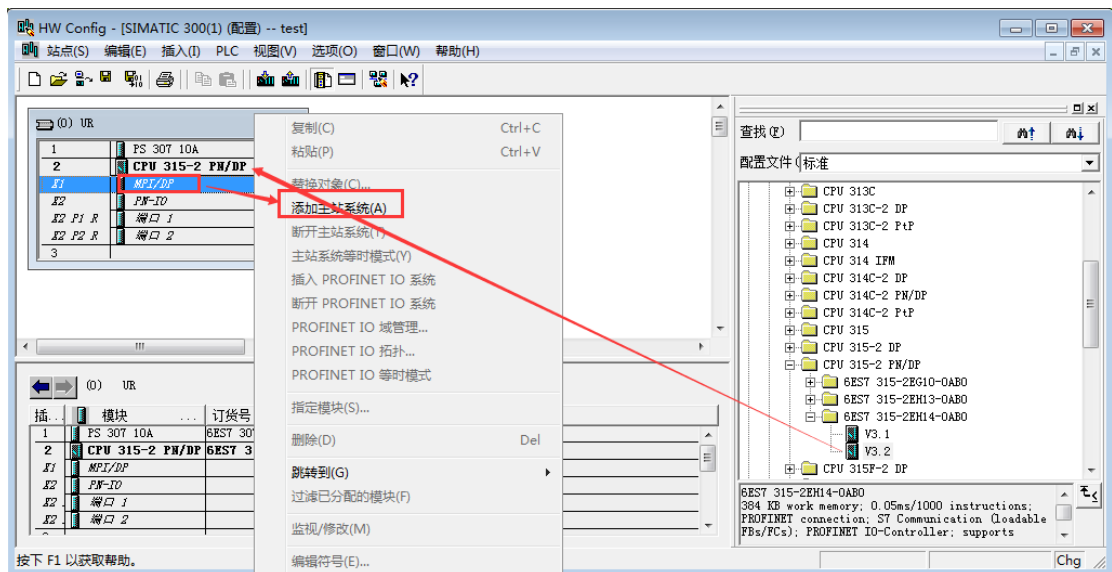 HW Config - [SIMATIC 300(1) (配置) -- test]
站点(S) 编辑(E) 插入(I) PLC 视图(V) 选项(O) 窗口(W) 帮助(H)
(0) UR
1 PS 307 10A
2 CPU 315-2 PN/DP
X1 MPI/DP
X2 PN-IO
X2 P1 R 端口 1
X2 P2 R 端口 2
3
复制(C) Ctrl+C
粘贴(P) Ctrl+V
替换对象(C)...
添加主站系统(A)
断开主站系统(T)
主站系统等时模式(Y)
插入 PROFINET IO 系统
断开 PROFINET IO 系统
PROFINET IO 域管理...
PROFINET IO 拓扑...
PROFINET IO 等时模式
指定模块(S)...
删除(D) Del
跳转到(G)
过滤已分配的模块(F)
监视/修改(M)
编辑符号(E)...
查找(F)
配置文件( 标准
CPU 313C
CPU 313C-2 DP
CPU 313C-2 PtP
CPU 314
CPU 314 IFM
CPU 314C-2 DP
CPU 314C-2 PN/DP
CPU 314C-2 PtP
CPU 315
CPU 315-2 DP
CPU 315-2 PN/DP
6ES7 315-2EG10-0AB0
6ES7 315-2EH13-0AB0
6ES7 315-2EH14-0AB0
V3.1
V3.2
CPU 315F-2 DP
6ES7 315-2EH14-0AB0
384 KB work memory; 0.05ms/1000 instructions;
PROFINET connection; S7 Communication (loadable
FBs/FCs); PROFINET IO-Controller; supports
(0) UR
插... 模块 ... 订货号
1 PS 307 10A 6ES7 30
2 CPU 315-2 PN/DP 6ES7 3
X1 MPI/DP
X2 PN-IO
X2 . 端口 1
X2 . 端口 2
按下 F1 以获取帮助。
Chg